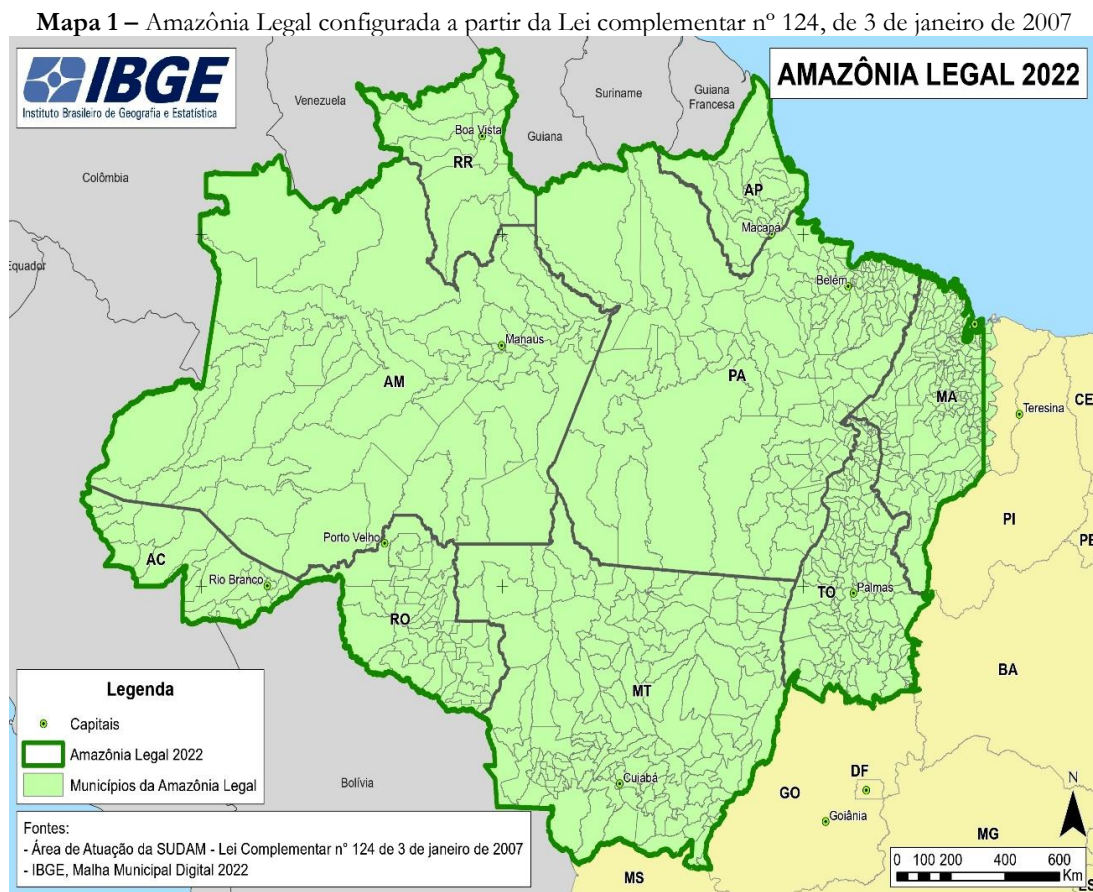 Mapa 1 – Amazônia Legal configurada a partir da Lei complementar nº 124, de 3 de janeiro de 2007
IBGE
Instituto Brasileiro de Geografia e Estatística
AMAZÔNIA LEGAL 2022
Venezuela
Suriname
Guiana
Francesa
Boa Vista
Guiana
RR
Colômbia
AP
Macapá
Equador
Belém
Manaus
AM
PA
MA
CE
Teresina
PI
PE
Porto Velho
AC
Rio Branco
TO
Palmas
RO
BA
MT
Legenda
Capitais
Amazônia Legal 2022
Municípios da Amazônia Legal
Bolívia
Cuiabá
DF
GO
Goiânia
N
MG
Fontes:
- Área de Atuação da SUDAM - Lei Complementar n° 124 de 3 de janeiro de 2007
- IBGE, Malha Municipal Digital 2022
MS
0 100 200 400 600
Km
ES